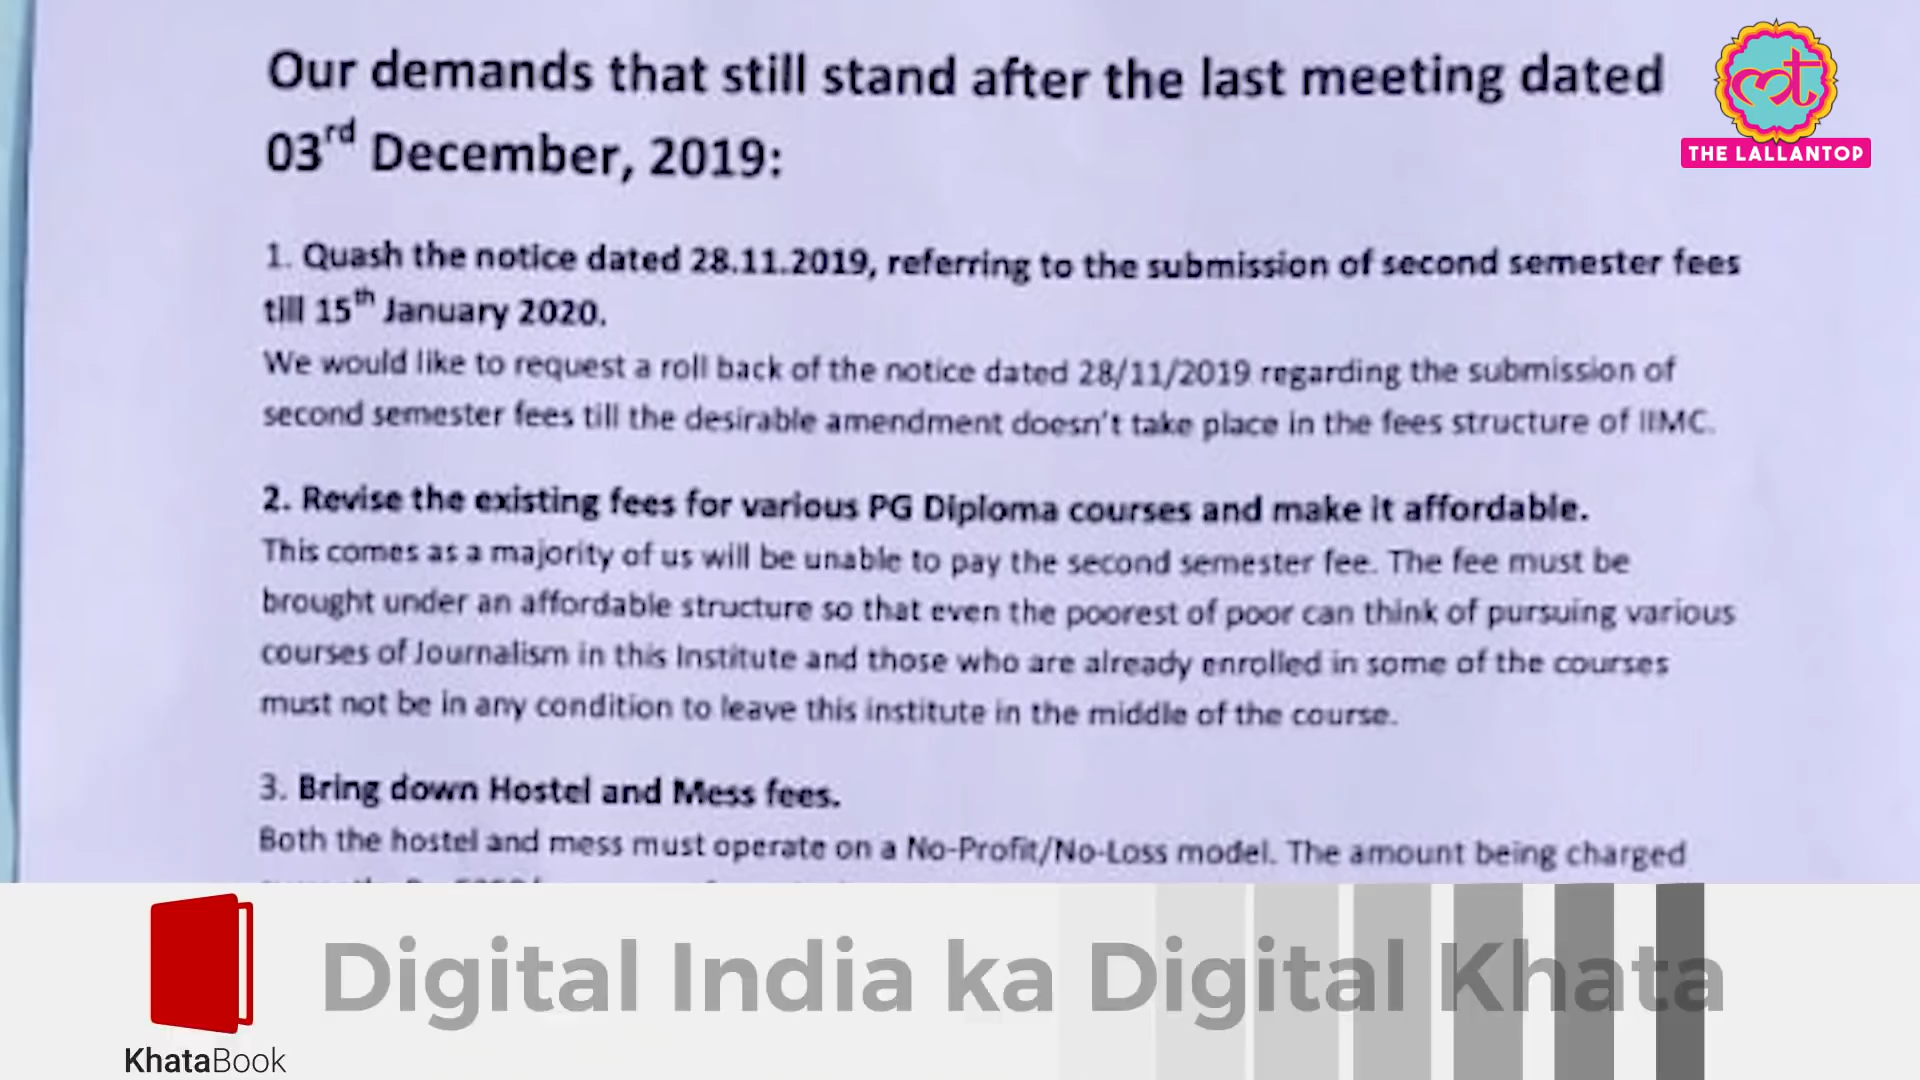 Our demands that still stand after the last meeting dated
03rd December, 2019:
THE LALLANTOP
1. Quash the notice dated 28.11.2019, referring to the submission of second semester fees
till 15th January 2020.
We would like to request a roll back of the notice dated 28/11/2019 regarding the submission of
second semester fees till the desirable amendment doesn't take place in the fees structure of IIMC.
2. Revise the existing fees for various PG Diploma courses and make it affordable.
This comes as a majority of us will be unable to pay the second semester fee. The fee must be
brought under an affordable structure so that even the poorest of poor can think of pursuing various
courses of Journalism in this Institute and those who are already enrolled in some of the courses
must not be in any condition to leave this institute in the middle of the course.
3. Bring down Hostel and Mess fees.
Both the hostel and mess must operate on a No-Profit/No-Loss model. The amount being charged
Digital India ka Digital Khata
KhataBook